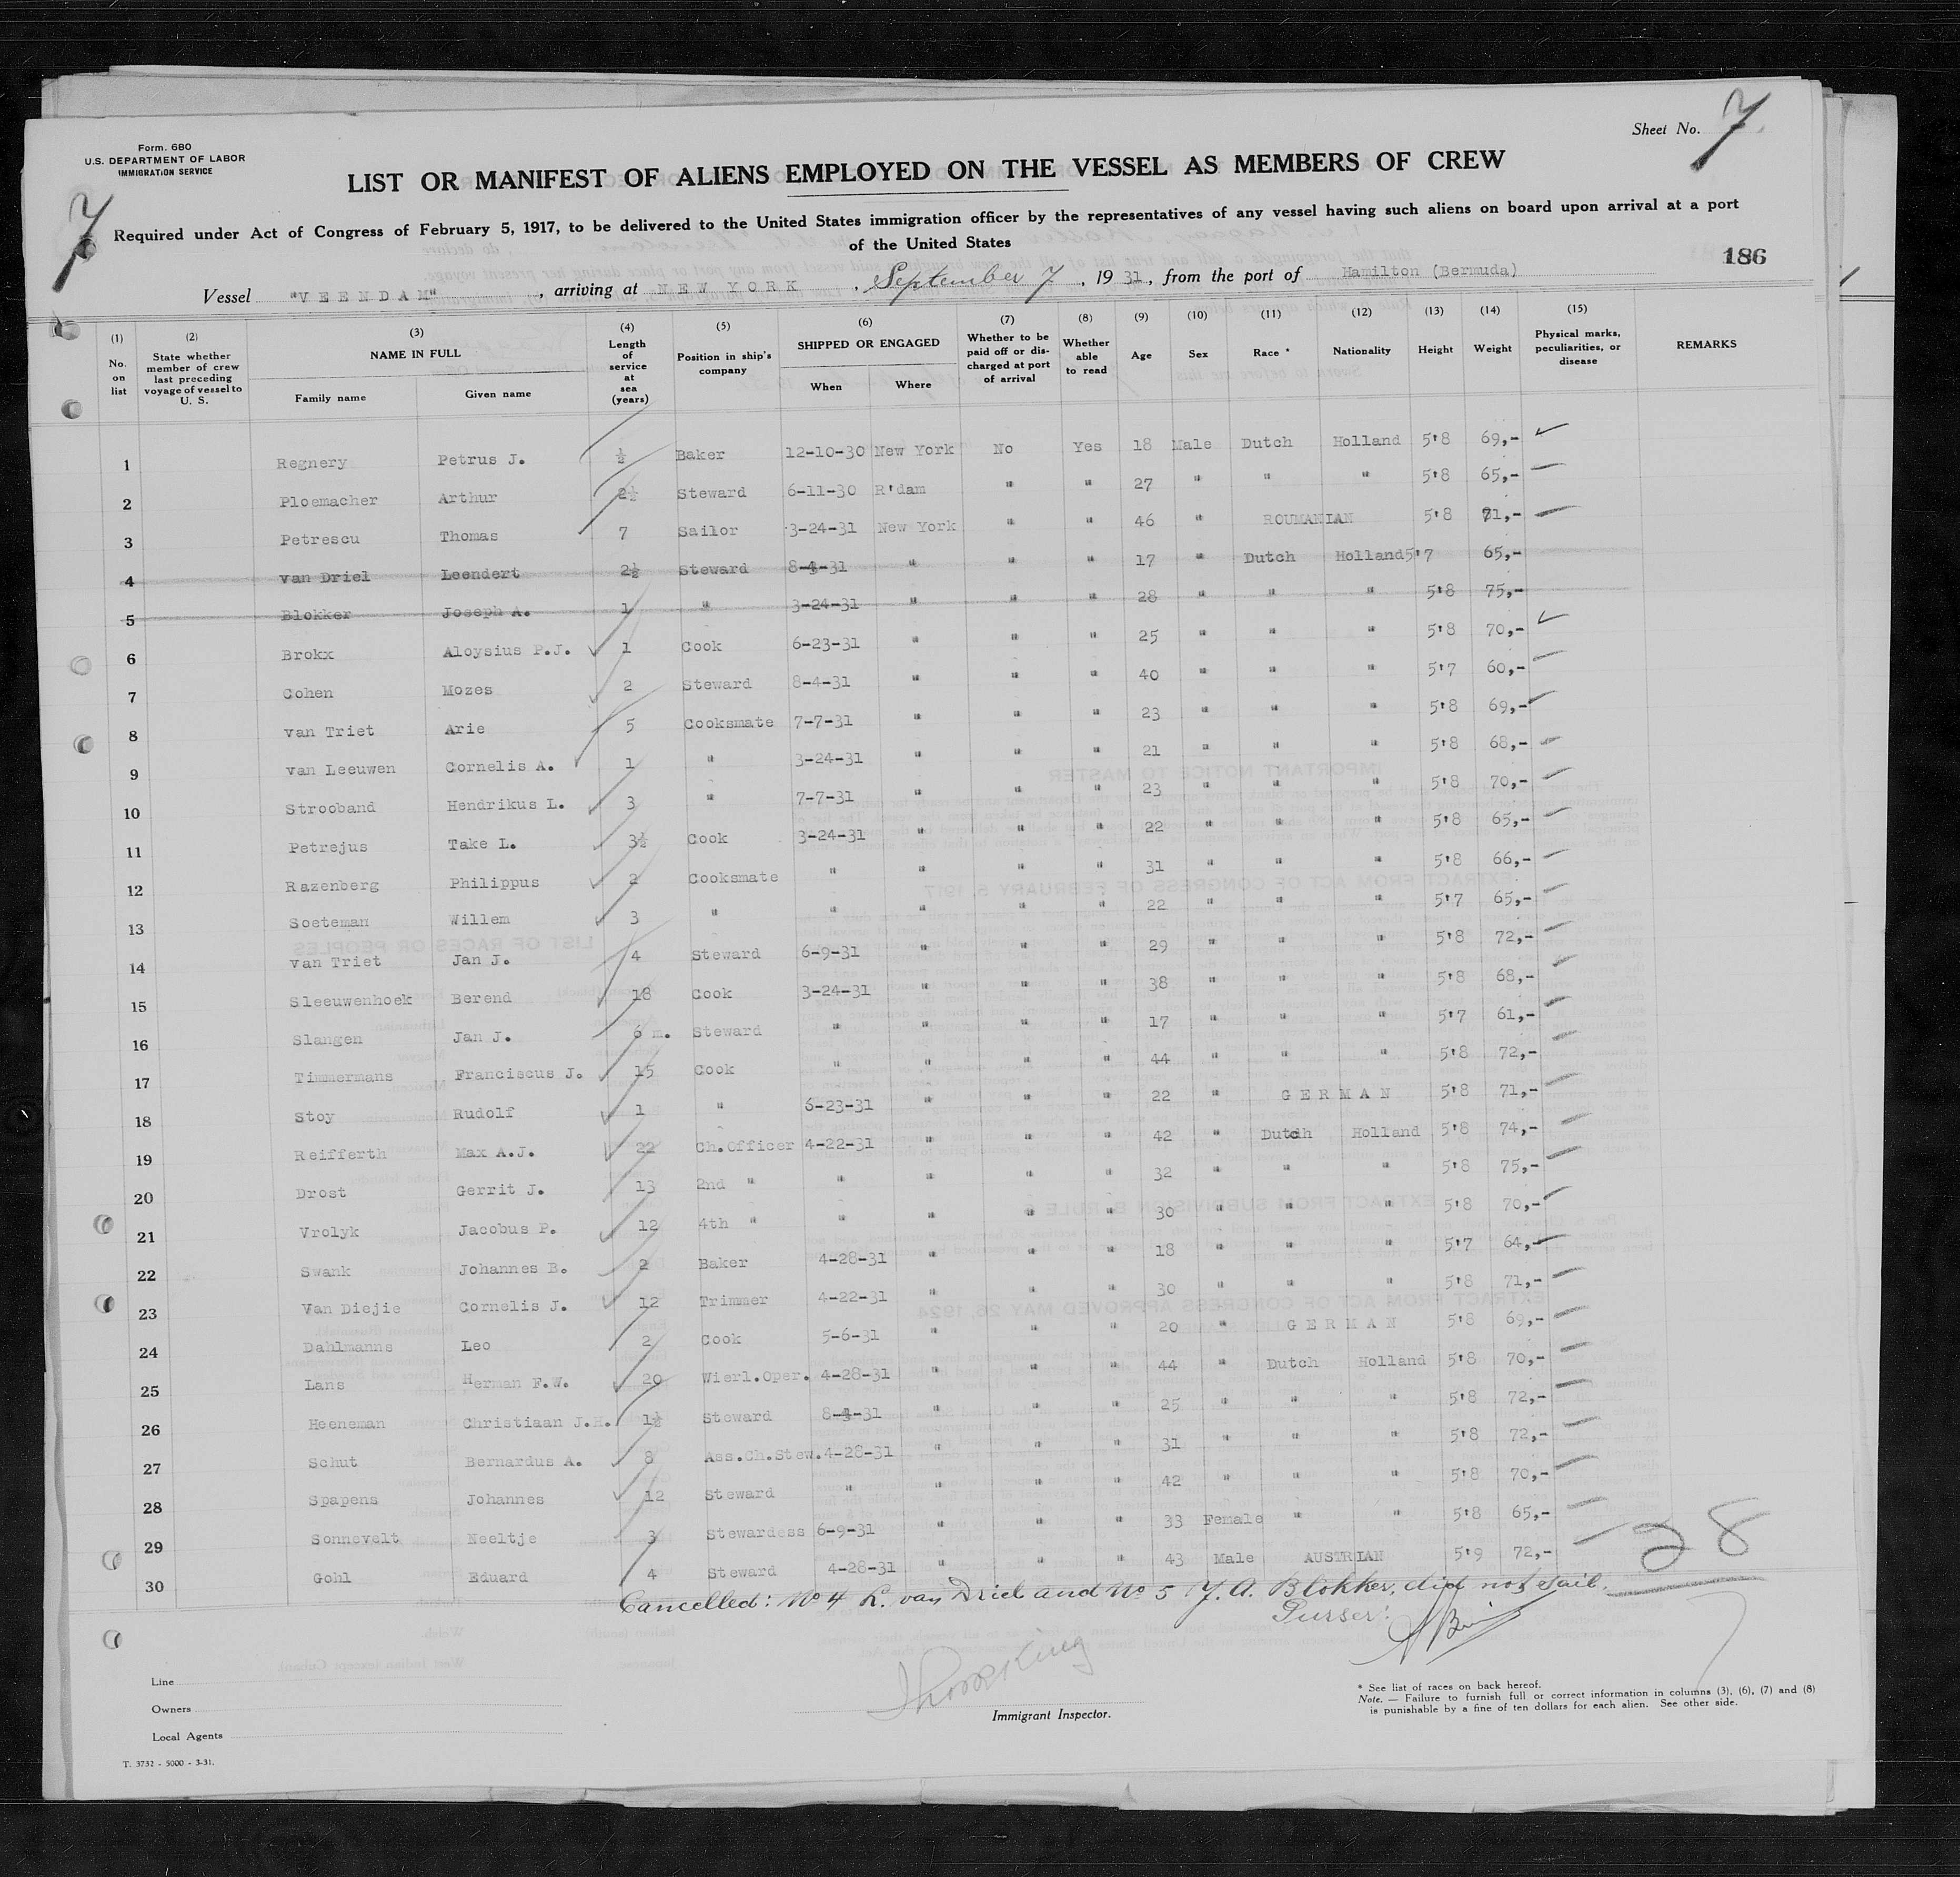 Form. 680
U.S. DEPARTMENT OF LABOR
IMMIGRATION SERVICE
Sheet No. 7
7
LIST OR MANIFEST OF ALIENS EMPLOYED ON THE VESSEL AS MEMBERS OF CREW
Required under Act of Congress of February 5, 1917, to be delivered to the United States immigration officer by the representatives of any vessel having such aliens on board upon arrival at a port
of the United States
186
Vessel "VEENDAM", arriving at NEW YORK, September 7, 1931, from the port of Hamilton (Bermuda)
(1) No. on list (2) State whether member of crew last preceding voyage of vessel to U. S. (3) NAME IN FULL Family name Given name (4) Length of service at sea (years) (5) Position in ship's company (6) SHIPPED OR ENGAGED When Where (7) Whether to be paid off or discharged at port of arrival (8) Whether able to read (9) Age (10) Sex (11) Race * (12) Nationality (13) Height (14) Weight (15) Physical marks, peculiarities, or disease REMARKS
1 Regnery Petrus J. ½ Baker 12-10-30 New York No Yes 18 Male Dutch Holland 5'8 69,-
2 Ploemacher Arthur 2½ Steward 6-11-30 R'dam " " 27 " " " 5'8 65,-
3 Petrescu Thomas 7 Sailor 3-24-31 New York " " 46 " ROUMANIAN 5'8 71,-
4 van Driel Leendert 2½ Steward 8-4-31 " " " 17 " Dutch Holland 5'7 65,-
5 Blokker Joseph A. 1 " 3-24-31 " " " 28 " " " 5'8 75,-
6 Brokx Aloysius P.J. 1 Cook 6-23-31 " " " 25 " " " 5'8 70,-
7 Cohen Mozes 2 Steward 8-4-31 " " " 40 " " " 5'7 60,-
8 van Triet Arie 5 Cooksmate 7-7-31 " " " 23 " " " 5'8 69,-
9 van Leeuwen Cornelis A. 1 " 3-24-31 " " " 21 " " " 5'8 68,-
10 Strooband Hendrikus L. 3 " 7-7-31 " " " 23 " " " 5'8 70,-
11 Petrejus Take L. 3½ Cook 3-24-31 " " " 22 " " " 5'8 65,-
12 Razenberg Philippus 2 Cooksmate " " " " 31 " " " 5'8 66,-
13 Soeteman Willem 3 " " " " " 22 " " " 5'7 65,-
14 van Triet Jan J. 4 Steward 6-9-31 " " " 29 " " " 5'8 72,-
15 Sleeuwenhoek Berend 18 Cook 3-24-31 " " " 38 " " " 5'8 68,-
16 Slangen Jan J. 6 m. Steward " " " " 17 " " " 5'7 61,-
17 Timmermans Franciscus J. 15 Cook " " " " 44 " " " 5'8 72,-
18 Stoy Rudolf 1 " 6-23-31 " " " 22 " GERMAN 5'8 71,-
19 Reifferth Max A.J. 22 Ch.Officer 4-22-31 " " " 42 " Dutch Holland 5'8 74,-
20 Drost Gerrit J. 13 2nd " " " " " 32 " " " 5'8 75,-
21 Vrolyk Jacobus P. 12 4th " " " " " 30 " " " 5'8 70,-
22 Swank Johannes B. 2 Baker 4-28-31 " " " 18 " " " 5'7 64,-
23 Van Diejie Cornelis J. 12 Trimmer 4-22-31 " " " 30 " " " 5'8 71,-
24 Dahlmanns Leo 2 Cook 5-6-31 " " " 20 " GERMAN 5'8 69,-
25 Lans Herman F.W. 20 Wierl.Oper. 4-28-31 " " " 44 " Dutch Holland 5'8 70,-
26 Heeneman Christiaan J.H. 1½ Steward 8-4-31 " " " 25 " " " 5'8 72,-
27 Schut Bernardus A. 8 Ass.Ch.Stew. 4-28-31 " " " 31 " " " 5'8 72,-
28 Spapens Johannes 12 Steward " " " " 42 " " " 5'8 70,-
29 Sonnevelt Neeltje 3 Stewardess 6-9-31 " " " 33 Female " " 5'8 65,-
30 Gohl Eduard 4 Steward 4-28-31 " " " 43 Male AUSTRIAN 5'9 72,-
28
Cancelled: No 4 L. van Driel and No 5 J. A. Blokker, did not sail.
Purser:
Line
Owners
Local Agents
Immigrant Inspector.
* See list of races on back hereof.
Note. — Failure to furnish full or correct information in columns (3), (6), (7) and (8)
is punishable by a fine of ten dollars for each alien. See other side.
T. 3732 - 5000 - 3-31.